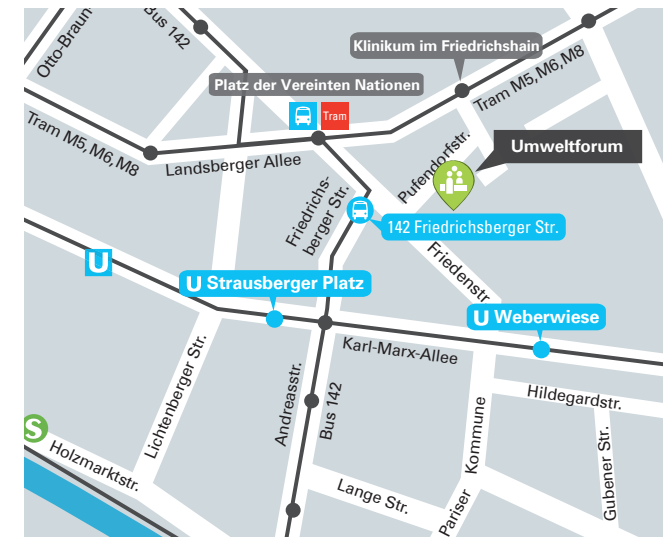 Otto-Braun-
Bus 142
Klinikum im Friedrichshain
Platz der Vereinten Nationen
Tram
Tram M5, M6, M8
Tram M5, M6, M8
Landsberger Allee
Pufendorfstr.
Umweltforum
Friedrichs-
berger Str.
142 Friedrichsberger Str.
Friedenstr
U
U Strausberger Platz
U Weberwiese
Karl-Marx-Allee
Lichtenberger Str.
Andreasstr.
Bus 142
Hildegardstr.
Gubener Str.
Pariser Kommune
S
Holzmarktstr.
Lange Str.